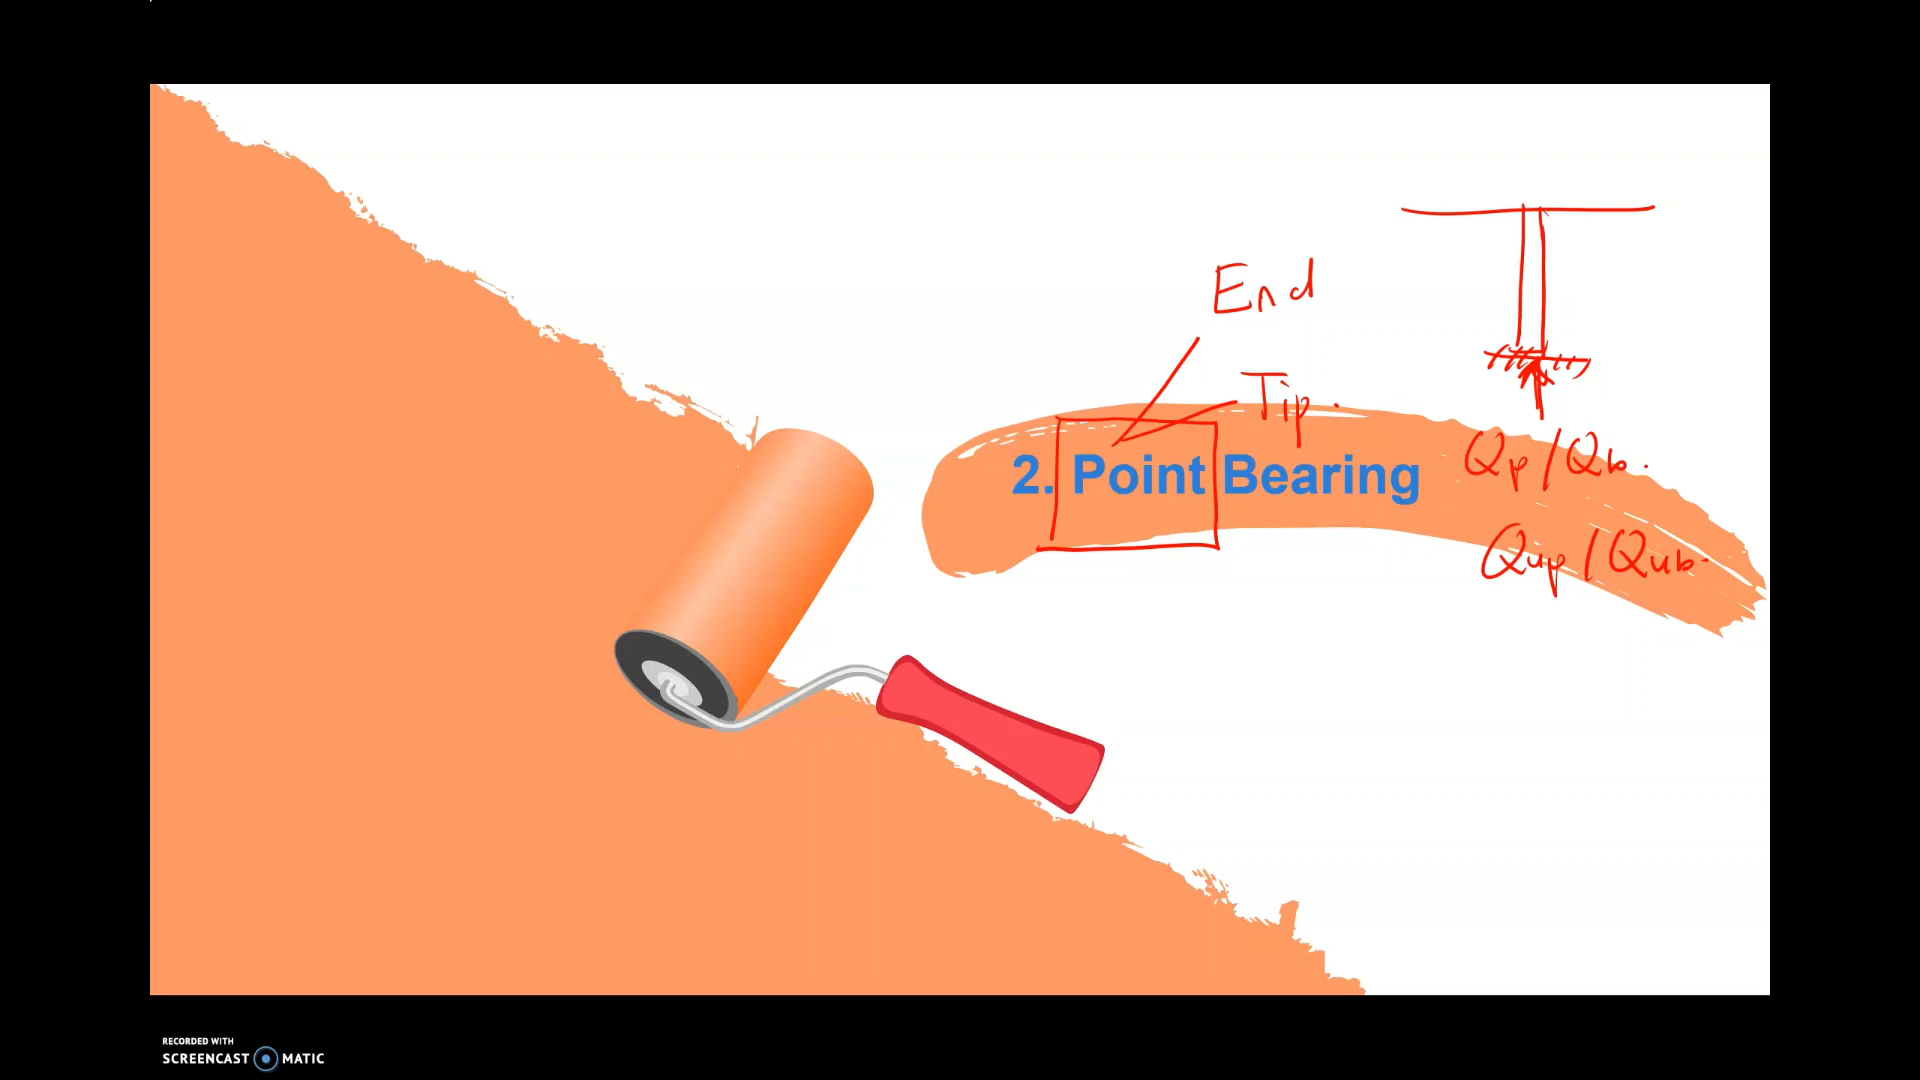 End
Tip.
2. Point Bearing
Qp/Qb.
Qup/Qub.
RECORDED WITH
SCREENCAST MATIC